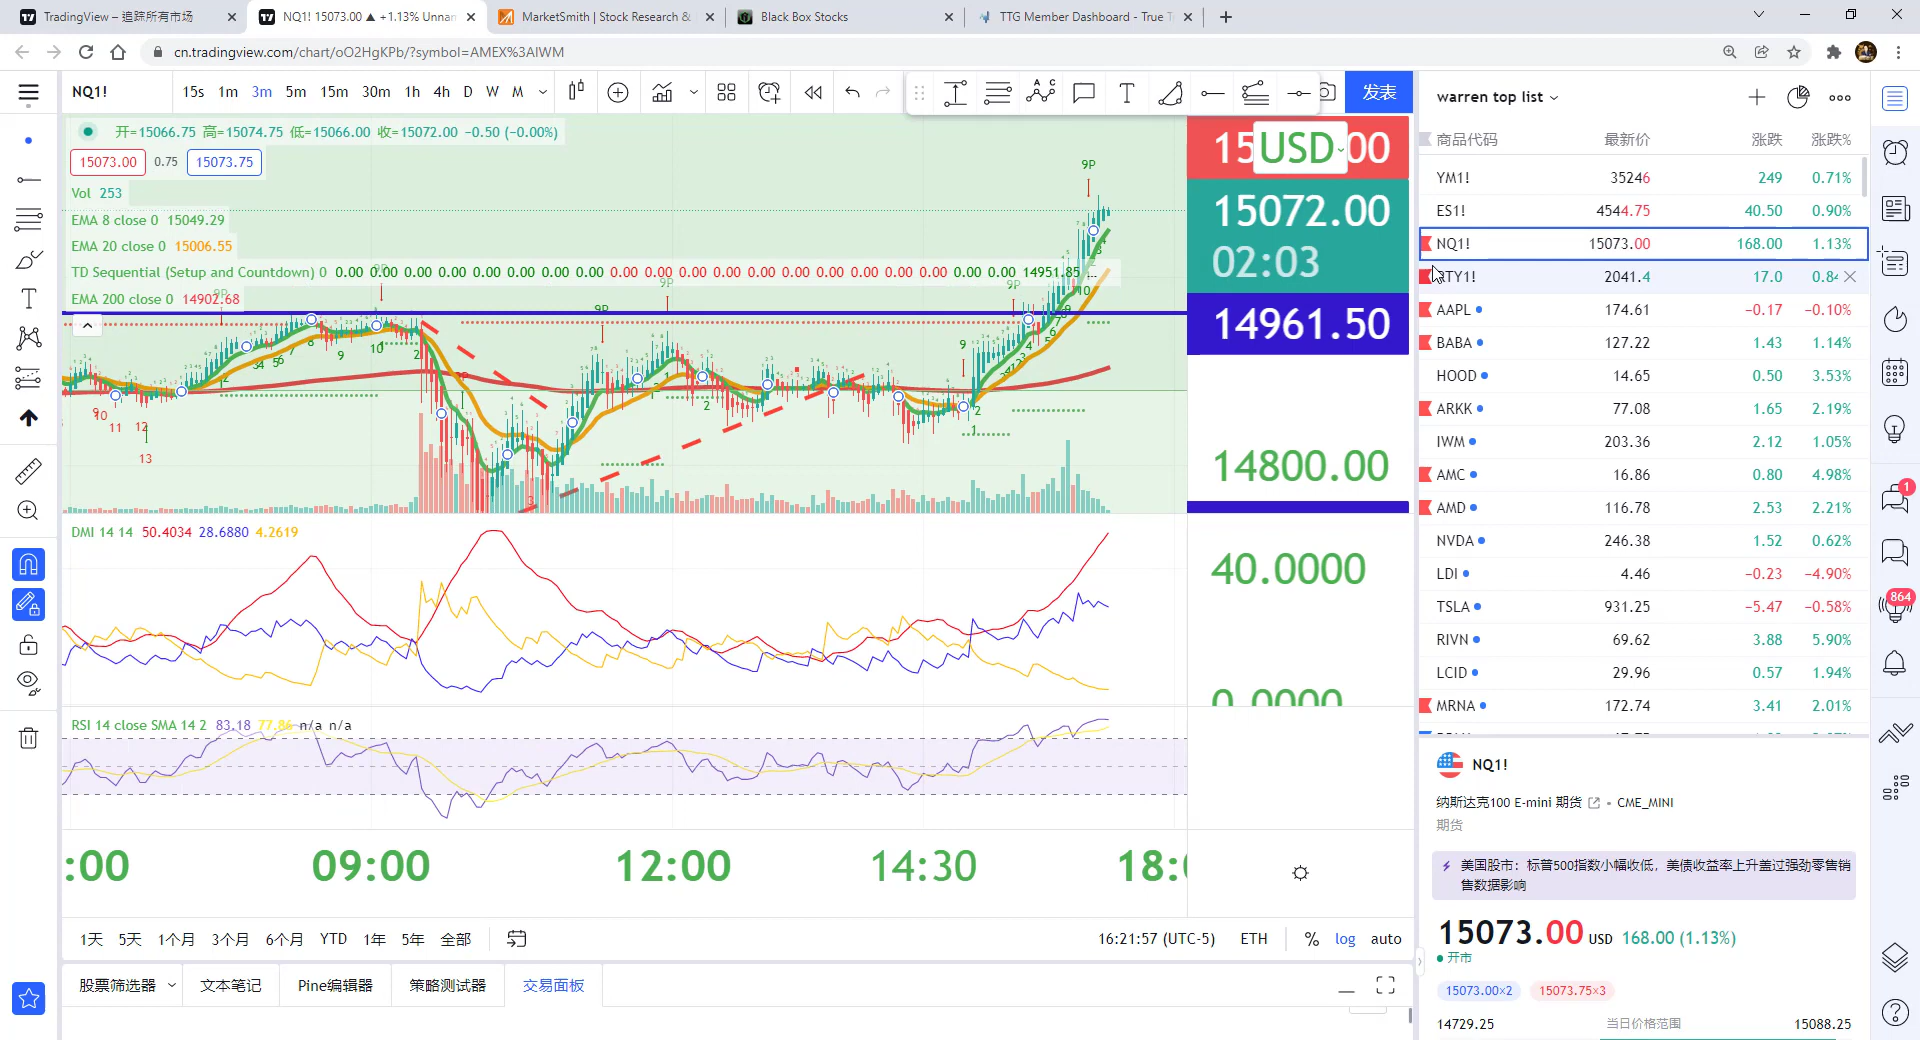 TradingView – 追踪所有市场
NQ1! 15073.00 ▲ +1.13% Unnan
MarketSmith | Stock Research &
Black Box Stocks
TTG Member Dashboard - True T
cn.tradingview.com/chart/oO2HgKPb/?symbol=AMEX%3AIWM
NQ1! 15s 1m 3m 5m 15m 30m 1h 4h D W M 发表
开=15066.75 高=15074.75 低=15066.00 收=15072.00 −0.50 (−0.00%)
15073.00 0.75 15073.75
Vol 253
EMA 8 close 0 15049.29
EMA 20 close 0 15006.55
TD Sequential (Setup and Countdown) 0 0.00 0.00 0.00 0.00 0.00 0.00 0.00 0.00 0.00 0.00 0.00 0.00 0.00 0.00 0.00 0.00 0.00 0.00 0.00 0.00 14951.85 ...
EMA 200 close 0 14902.68
USD
15072.00
02:03
14961.50
14800.00
DMI 14 14 50.4034 28.6880 4.2619
40.0000
0.0000
RSI 14 close SMA 14 2 83.18 77.86 n/a n/a
:00 09:00 12:00 14:30 18:0
1天 5天 1个月 3个月 6个月 YTD 1年 5年 全部
16:21:57 (UTC-5) ETH % log auto
股票筛选器 文本笔记 Pine编辑器 策略测试器 交易面板
warren top list
商品代码 最新价 涨跌 涨跌%
YM1! 35246 249 0.71%
ES1! 4544.75 40.50 0.90%
NQ1! 15073.00 168.00 1.13%
RTY1! 2041.4 17.0 0.84
AAPL 174.61 −0.17 −0.10%
BABA 127.22 1.43 1.14%
HOOD 14.65 0.50 3.53%
ARKK 77.08 1.65 2.19%
IWM 203.36 2.12 1.05%
AMC 16.86 0.80 4.98%
AMD 116.78 2.53 2.21%
NVDA 246.38 1.52 0.62%
LDI 4.46 −0.23 −4.90%
TSLA 931.25 −5.47 −0.58%
RIVN 69.62 3.88 5.90%
LCID 29.96 0.57 1.94%
MRNA 172.74 3.41 2.01%
NQ1!
纳斯达克100 E-mini 期货 • CME_MINI
期货
美国股市：标普500指数小幅收低，美债收益率上升盖过强劲零售销
售数据影响
15073.00 USD 168.00 (1.13%)
开市
15073.00×2 15073.75×3
14729.25 当日价格范围 15088.25
1
864